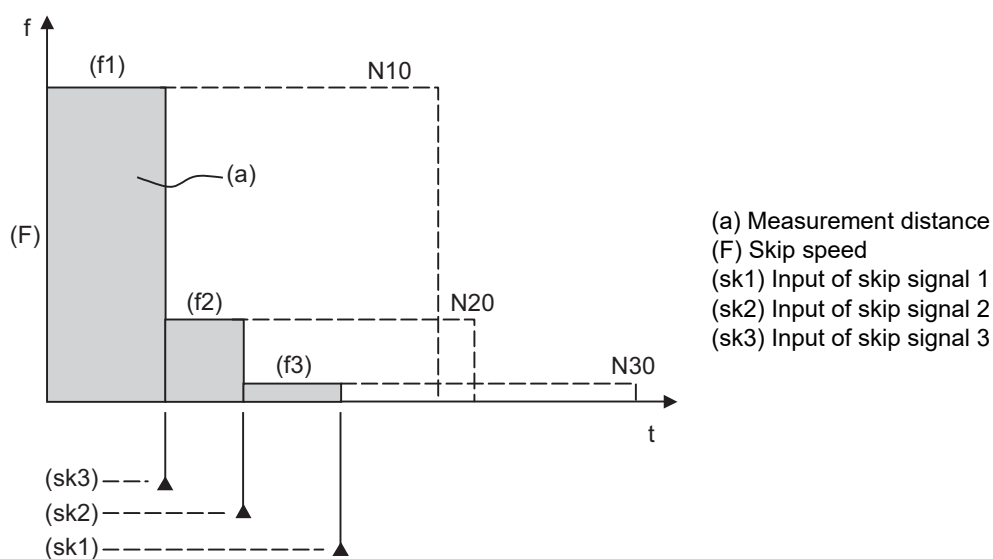 f
(f1)
N10
(a)
(F)
(f2)
N20
(f3)
N30
t
(sk3)
(sk2)
(sk1)
(a) Measurement distance
(F) Skip speed
(sk1) Input of skip signal 1
(sk2) Input of skip signal 2
(sk3) Input of skip signal 3